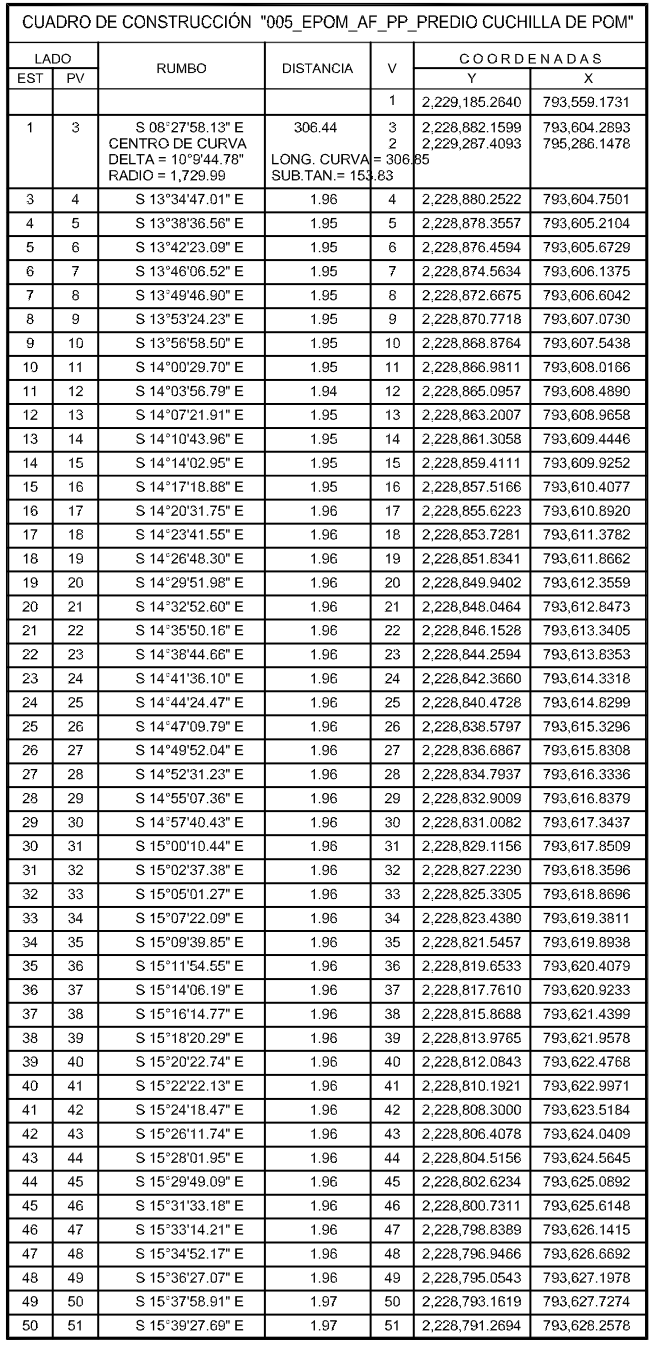 CUADRO DE CONSTRUCCIÓN "005_EPOM_AF_PP_PREDIO CUCHILLA DE POM"
LADO RUMBO DISTANCIA V COORDENADAS
EST PV Y X
1 2,229,185.2640 793,559.1731
1 3 S 08°27'58.13" E 306.44 3 2,228,882.1599 793,604.2893
CENTRO DE CURVA 2 2,229,287.4093 795,286.1478
DELTA = 10°9'44.78" LONG. CURVA = 306.85
RADIO = 1,729.99 SUB.TAN.= 153.83
3 4 S 13°34'47.01" E 1.96 4 2,228,880.2522 793,604.7501
4 5 S 13°38'36.56" E 1.95 5 2,228,878.3557 793,605.2104
5 6 S 13°42'23.09" E 1.95 6 2,228,876.4594 793,605.6729
6 7 S 13°46'06.52" E 1.95 7 2,228,874.5634 793,606.1375
7 8 S 13°49'46.90" E 1.95 8 2,228,872.6675 793,606.6042
8 9 S 13°53'24.23" E 1.95 9 2,228,870.7718 793,607.0730
9 10 S 13°56'58.50" E 1.95 10 2,228,868.8764 793,607.5438
10 11 S 14°00'29.70" E 1.95 11 2,228,866.9811 793,608.0166
11 12 S 14°03'56.79" E 1.94 12 2,228,865.0957 793,608.4890
12 13 S 14°07'21.91" E 1.95 13 2,228,863.2007 793,608.9658
13 14 S 14°10'43.96" E 1.95 14 2,228,861.3058 793,609.4446
14 15 S 14°14'02.95" E 1.95 15 2,228,859.4111 793,609.9252
15 16 S 14°17'18.88" E 1.95 16 2,228,857.5166 793,610.4077
16 17 S 14°20'31.75" E 1.96 17 2,228,855.6223 793,610.8920
17 18 S 14°23'41.55" E 1.96 18 2,228,853.7281 793,611.3782
18 19 S 14°26'48.30" E 1.96 19 2,228,851.8341 793,611.8662
19 20 S 14°29'51.98" E 1.96 20 2,228,849.9402 793,612.3559
20 21 S 14°32'52.60" E 1.96 21 2,228,848.0464 793,612.8473
21 22 S 14°35'50.16" E 1.96 22 2,228,846.1528 793,613.3405
22 23 S 14°38'44.66" E 1.96 23 2,228,844.2594 793,613.8353
23 24 S 14°41'36.10" E 1.96 24 2,228,842.3660 793,614.3318
24 25 S 14°44'24.47" E 1.96 25 2,228,840.4728 793,614.8299
25 26 S 14°47'09.79" E 1.96 26 2,228,838.5797 793,615.3296
26 27 S 14°49'52.04" E 1.96 27 2,228,836.6867 793,615.8308
27 28 S 14°52'31.23" E 1.96 28 2,228,834.7937 793,616.3336
28 29 S 14°55'07.36" E 1.96 29 2,228,832.9009 793,616.8379
29 30 S 14°57'40.43" E 1.96 30 2,228,831.0082 793,617.3437
30 31 S 15°00'10.44" E 1.96 31 2,228,829.1156 793,617.8509
31 32 S 15°02'37.38" E 1.96 32 2,228,827.2230 793,618.3596
32 33 S 15°05'01.27" E 1.96 33 2,228,825.3305 793,618.8696
33 34 S 15°07'22.09" E 1.96 34 2,228,823.4380 793,619.3811
34 35 S 15°09'39.85" E 1.96 35 2,228,821.5457 793,619.8938
35 36 S 15°11'54.55" E 1.96 36 2,228,819.6533 793,620.4079
36 37 S 15°14'06.19" E 1.96 37 2,228,817.7610 793,620.9233
37 38 S 15°16'14.77" E 1.96 38 2,228,815.8688 793,621.4399
38 39 S 15°18'20.29" E 1.96 39 2,228,813.9765 793,621.9578
39 40 S 15°20'22.74" E 1.96 40 2,228,812.0843 793,622.4768
40 41 S 15°22'22.13" E 1.96 41 2,228,810.1921 793,622.9971
41 42 S 15°24'18.47" E 1.96 42 2,228,808.3000 793,623.5184
42 43 S 15°26'11.74" E 1.96 43 2,228,806.4078 793,624.0409
43 44 S 15°28'01.95" E 1.96 44 2,228,804.5156 793,624.5645
44 45 S 15°29'49.09" E 1.96 45 2,228,802.6234 793,625.0892
45 46 S 15°31'33.18" E 1.96 46 2,228,800.7311 793,625.6148
46 47 S 15°33'14.21" E 1.96 47 2,228,798.8389 793,626.1415
47 48 S 15°34'52.17" E 1.96 48 2,228,796.9466 793,626.6692
48 49 S 15°36'27.07" E 1.96 49 2,228,795.0543 793,627.1978
49 50 S 15°37'58.91" E 1.97 50 2,228,793.1619 793,627.7274
50 51 S 15°39'27.69" E 1.97 51 2,228,791.2694 793,628.2578